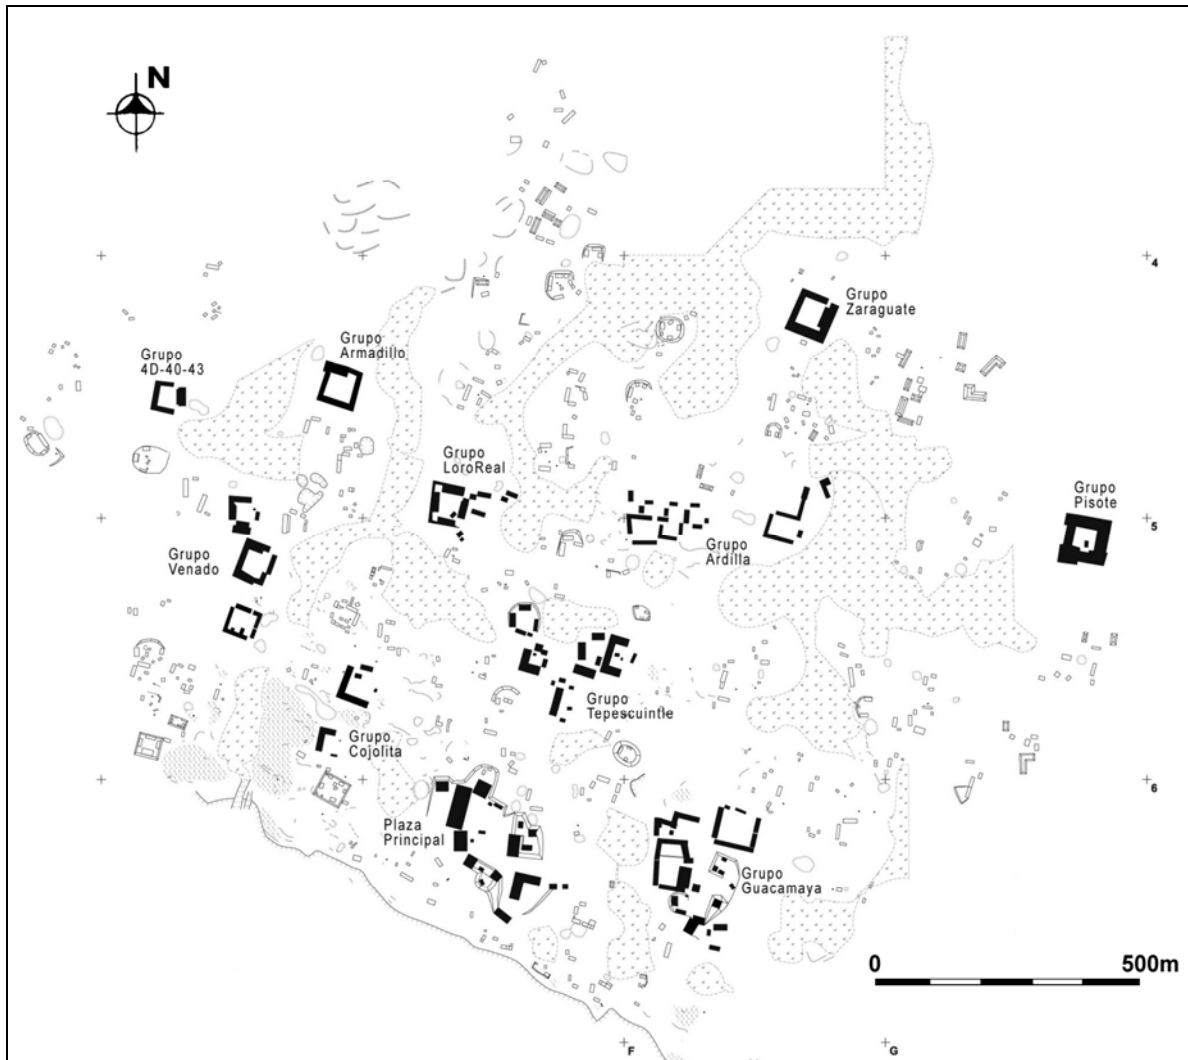 N
4
Grupo
Zaraguate
Grupo
Armadillo
Grupo
4D-40-43
Grupo
LoroReal
Grupo
Pisote
5
Grupo
Ardilla
Grupo
Venado
Grupo
Tepescuintle
Grupo
Cojolita
6
Plaza
Principal
Grupo
Guacamaya
0 500m
F G